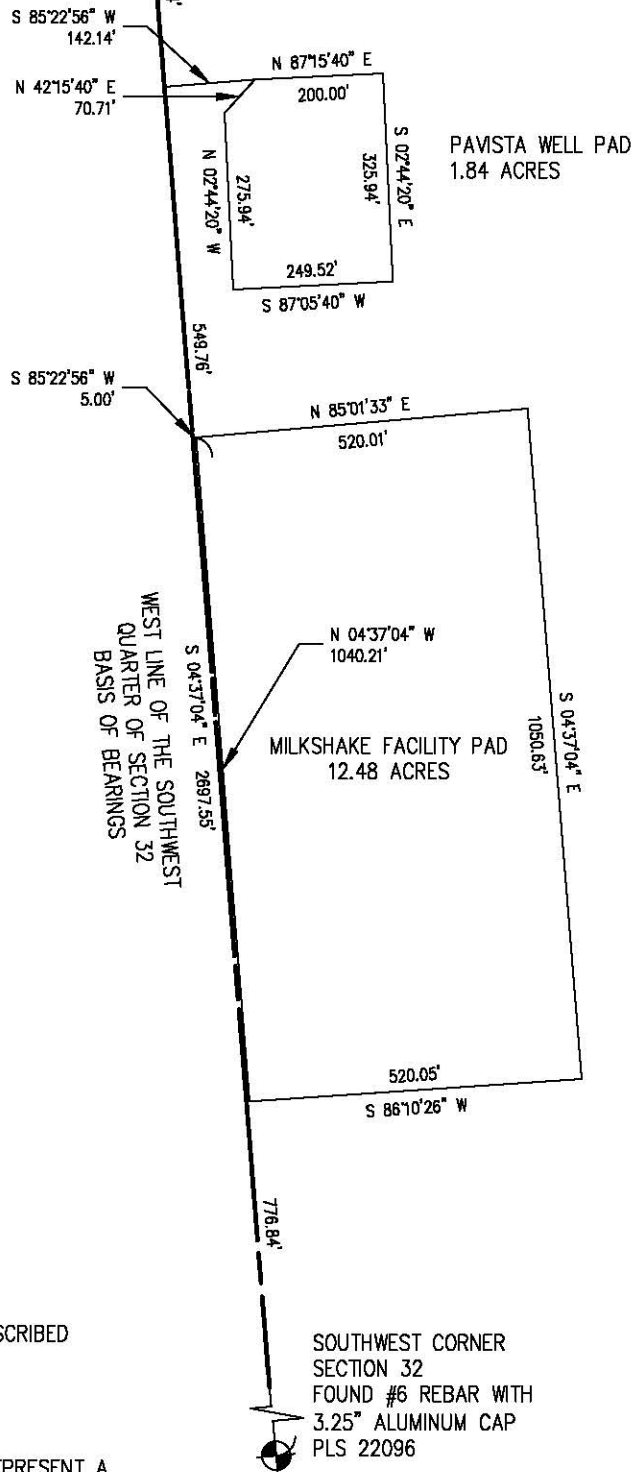 S 85°22'56" W
142.14'
N 42°15'40" E
70.71'
N 87°15'40" E
200.00'
N 02°44'20" W
275.94'
325.94'
S 02°44'20" E
249.52'
S 87°05'40" W
PAVISTA WELL PAD
1.84 ACRES
549.76'
S 85°22'56" W
5.00'
N 85°01'33" E
520.01'
WEST LINE OF THE SOUTHWEST
QUARTER OF SECTION 32
BASIS OF BEARINGS
S 04°37'04" E 2697.55'
N 04°37'04" W
1040.21'
MILKSHAKE FACILITY PAD
12.48 ACRES
S 04°37'04" E
1050.63'
520.05'
S 86°10'26" W
776.84'
SCRIBED
SOUTHWEST CORNER
SECTION 32
FOUND #6 REBAR WITH
3.25" ALUMINUM CAP
PLS 22096
EPRESENT A